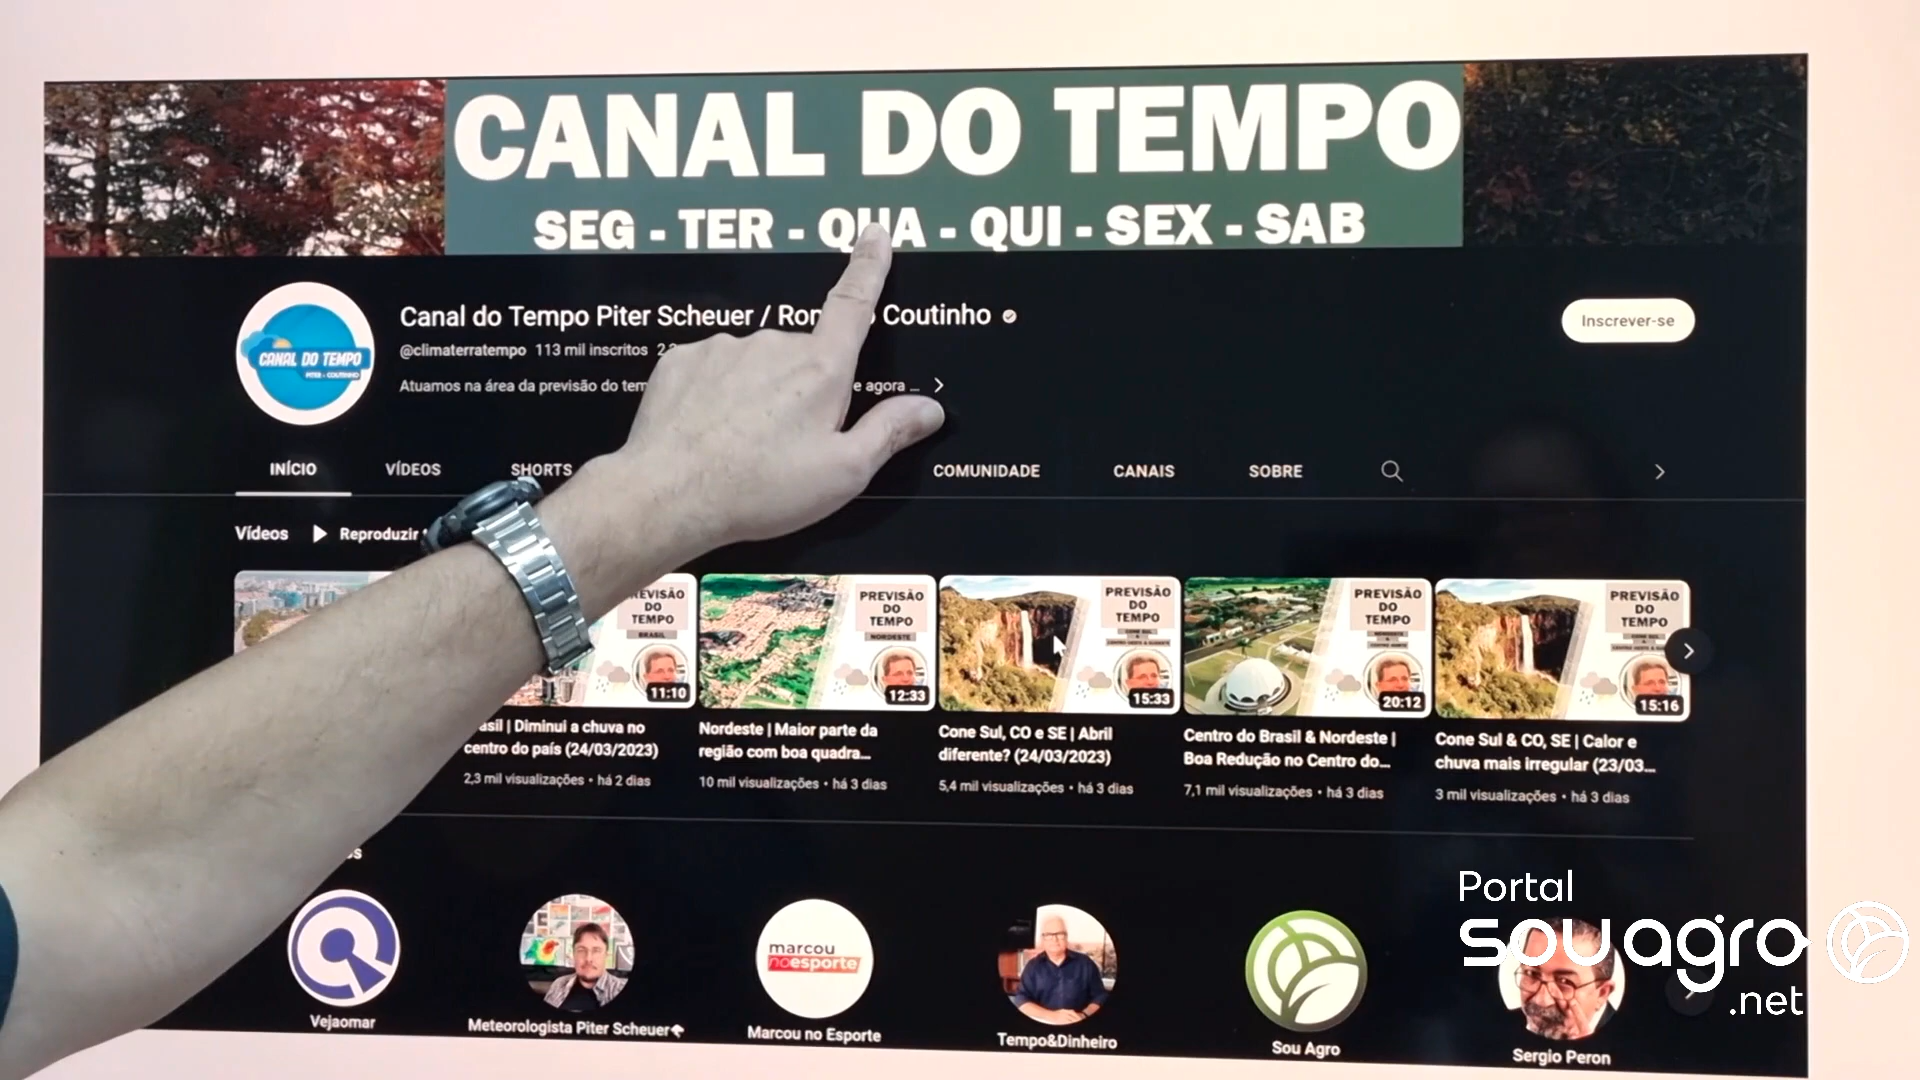 CANAL DO TEMPO
SEG - TER - QUA - QUI - SEX - SAB
Canal do Tempo Piter Scheuer / Coutinho
@climaterratempo 113 mil inscritos
Inscrever-se
CANAL DO TEMPO
PITER - COUTINHO
Atuamos na área da previsão do e agora ...
INÍCIO VÍDEOS SHORTS COMUNIDADE CANAIS SOBRE
Vídeos Reproduzir
PREVISÃO DO TEMPO
BRASIL
11:10
PREVISÃO DO TEMPO
NORDESTE
12:33
PREVISÃO DO TEMPO
15:33
PREVISÃO DO TEMPO
20:12
PREVISÃO DO TEMPO
15:16
| Diminui a chuva no
centro do país (24/03/2023)
2,3 mil visualizações • há 2 dias
Nordeste | Maior parte da
região com boa quadra...
10 mil visualizações • há 3 dias
Cone Sul, CO e SE | Abril
diferente? (24/03/2023)
5,4 mil visualizações • há 3 dias
Centro do Brasil & Nordeste |
Boa Redução no Centro do...
7,1 mil visualizações • há 3 dias
Cone Sul & CO, SE | Calor e
chuva mais irregular (23/03...
3 mil visualizações • há 3 dias
marcou
noesporte
Vejaomar
Meteorologista Piter Scheuer
Marcou no Esporte
Tempo&Dinheiro
Sou Agro
Sergio Peron
Portal
souagro
.net